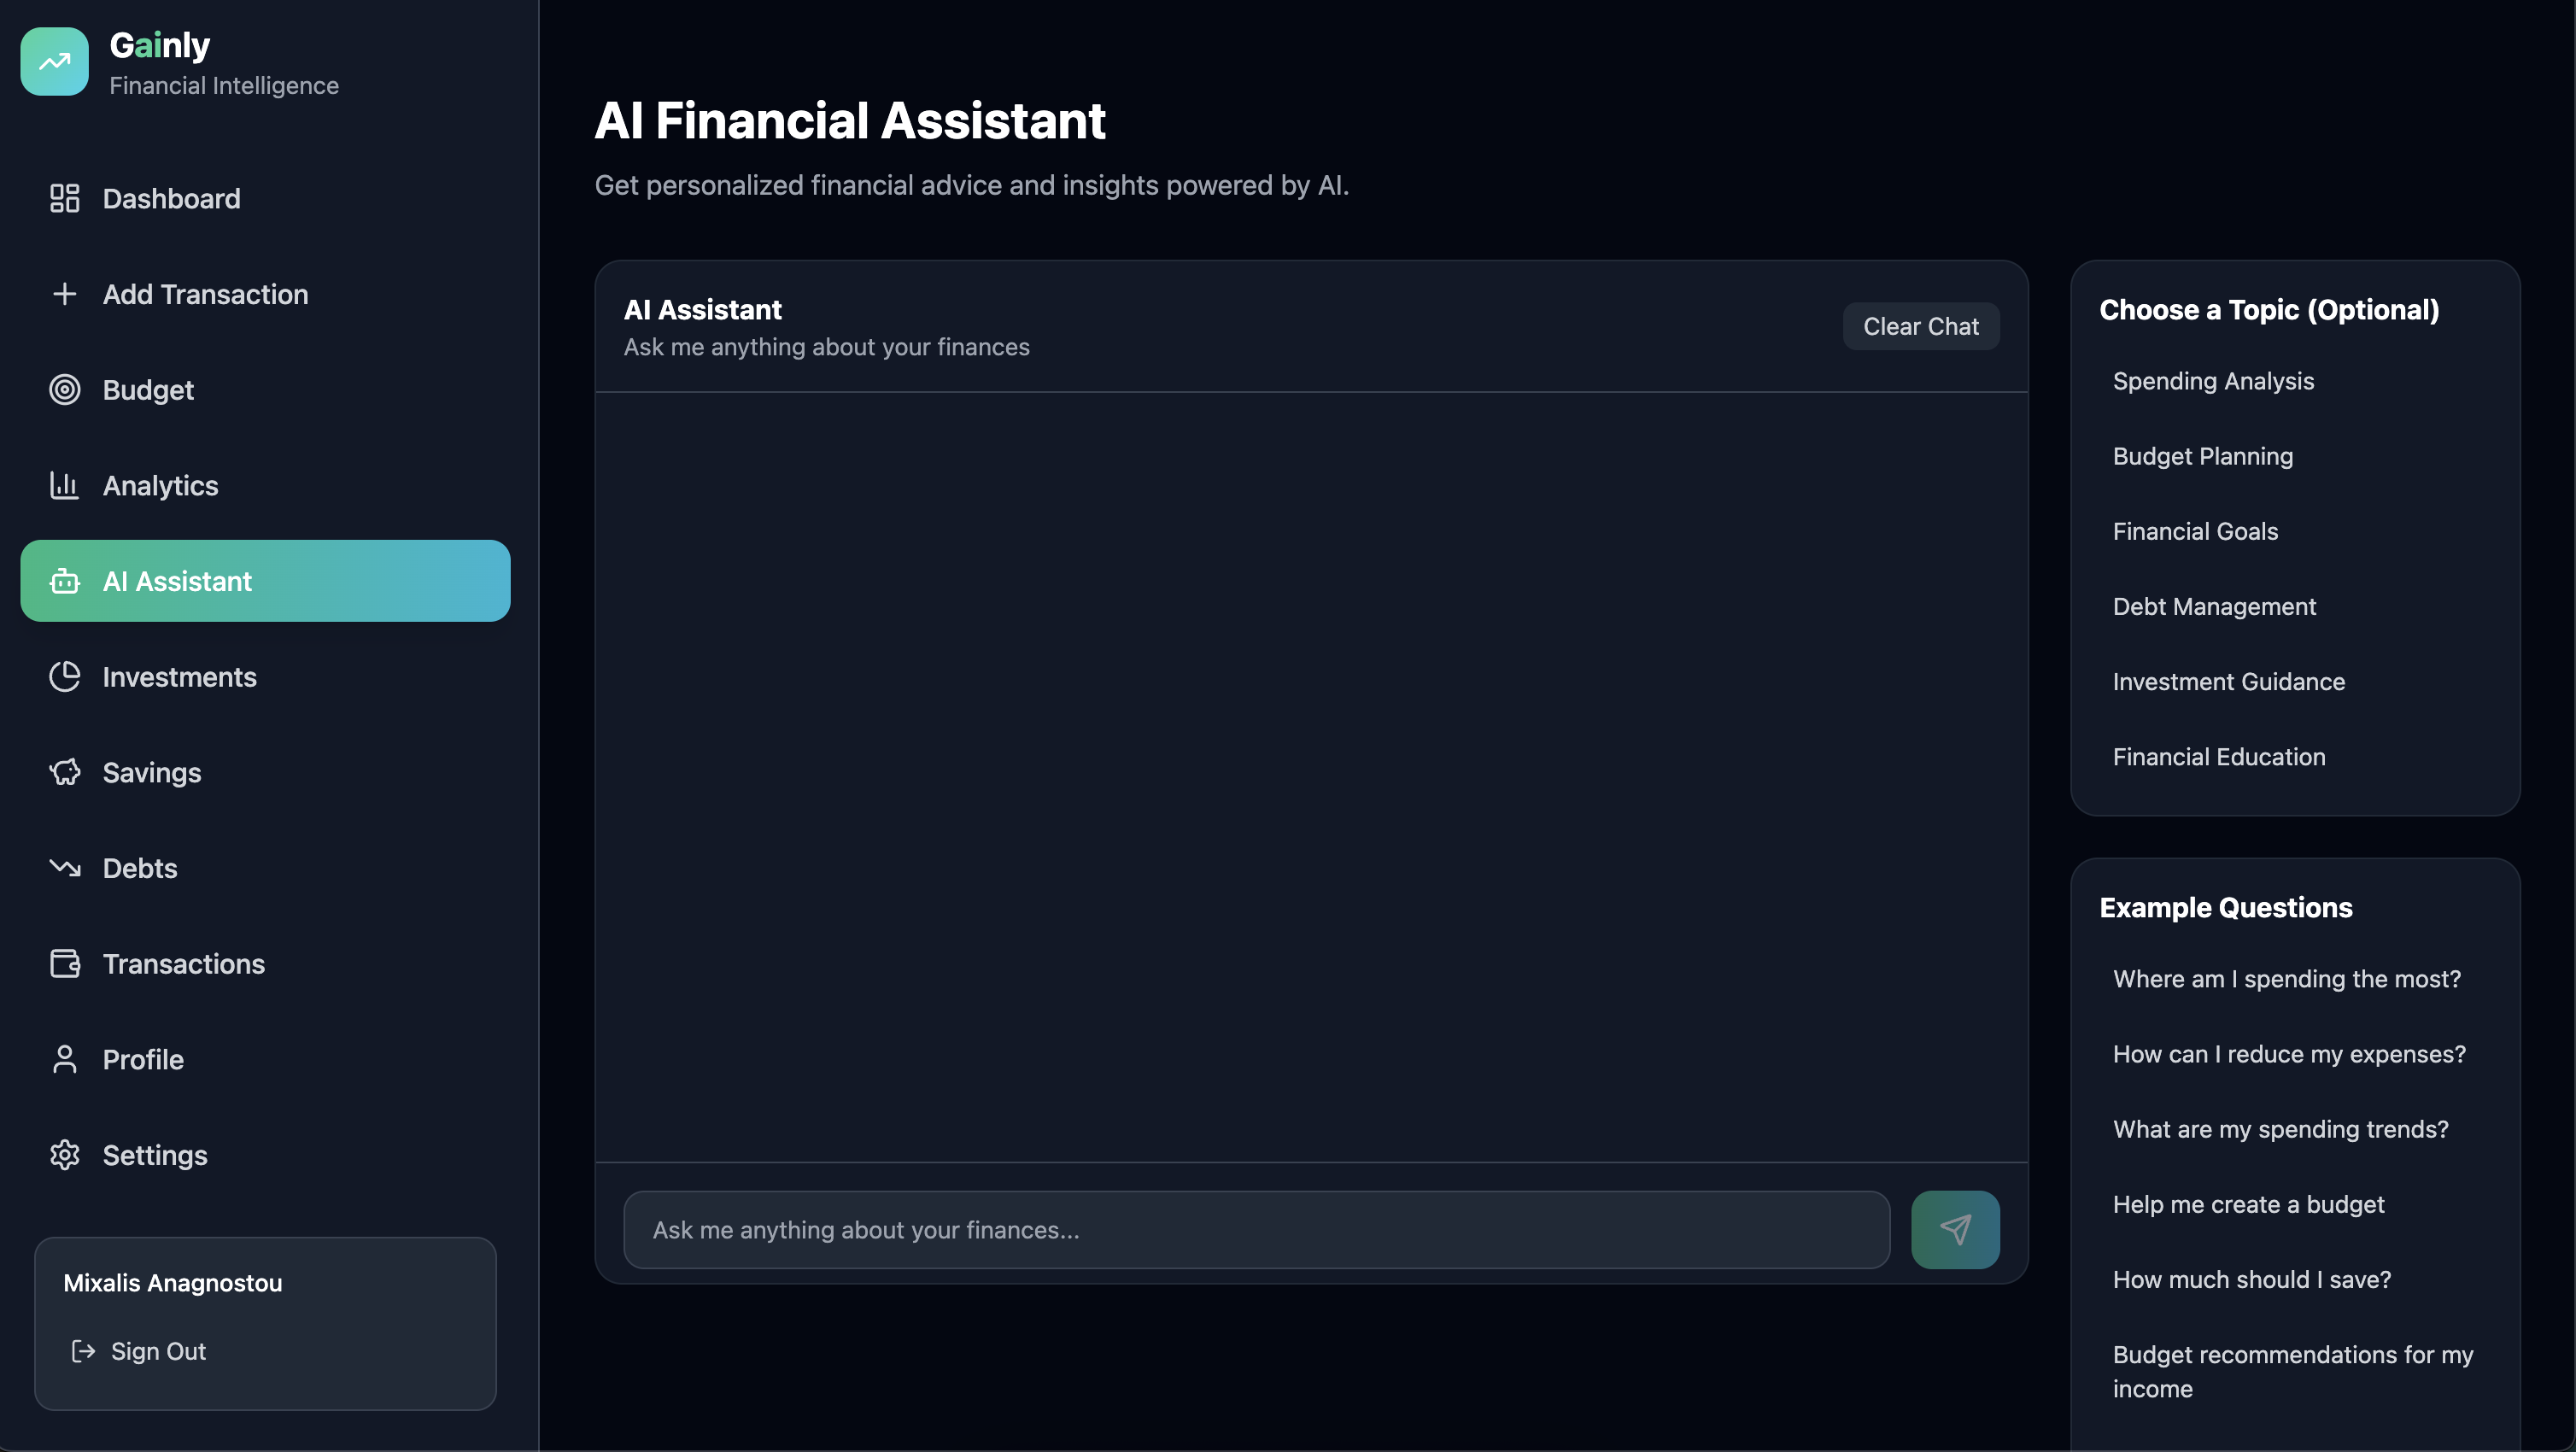 Gainly
Financial Intelligence
Dashboard
Add Transaction
Budget
Analytics
AI Assistant
Investments
Savings
Debts
Transactions
Profile
Settings
Mixalis Anagnostou
Sign Out
AI Financial Assistant
Get personalized financial advice and insights powered by AI.
AI Assistant
Ask me anything about your finances
Clear Chat
Ask me anything about your finances...
Choose a Topic (Optional)
Spending Analysis
Budget Planning
Financial Goals
Debt Management
Investment Guidance
Financial Education
Example Questions
Where am I spending the most?
How can I reduce my expenses?
What are my spending trends?
Help me create a budget
How much should I save?
Budget recommendations for my
income